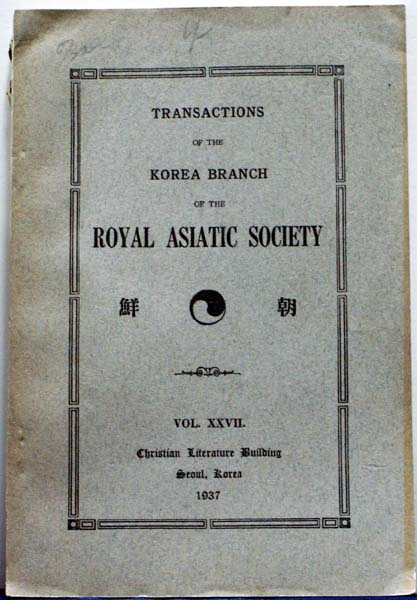 TRANSACTIONS
OF THE
KOREA BRANCH
OF THE
ROYAL ASIATIC SOCIETY
鮮 朝
VOL. XXVII.
Christian Literature Building
Seoul, Korea
1937